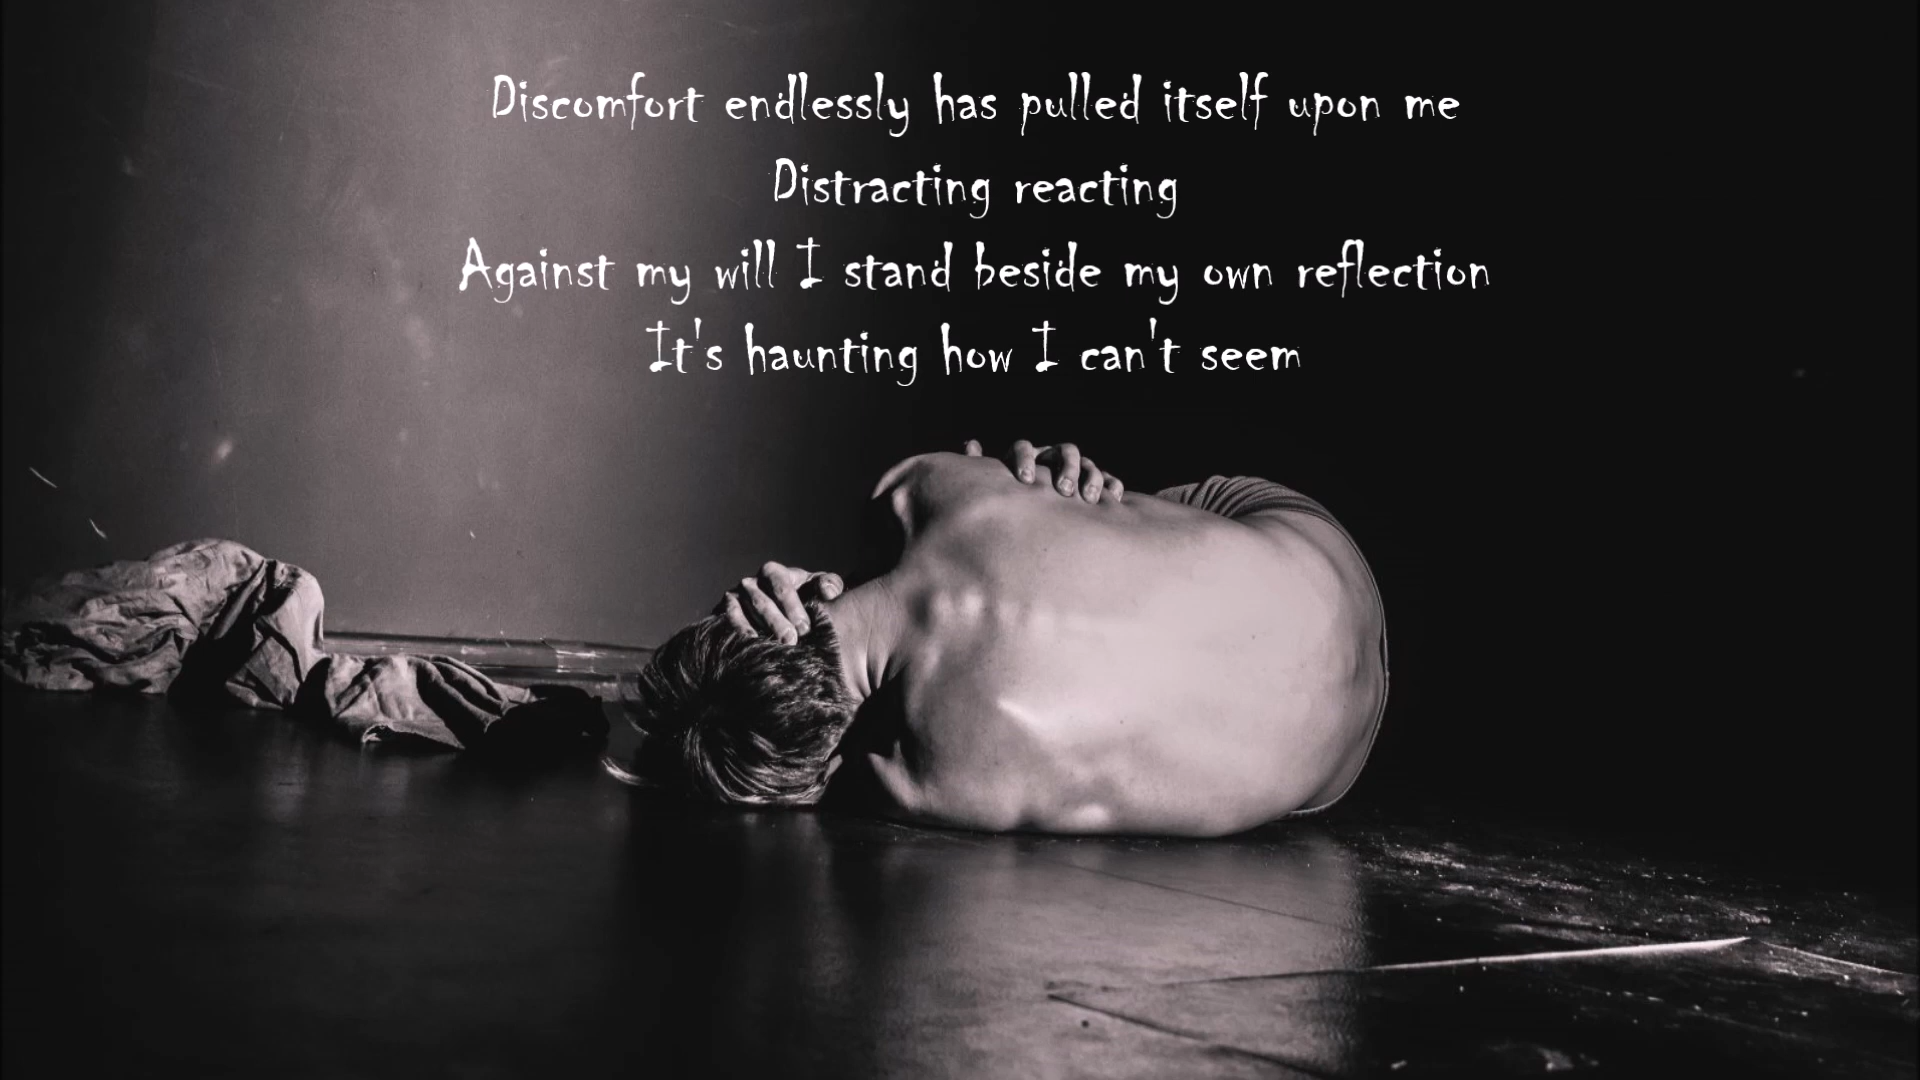 Discomfort endlessly has pulled itself upon me
Distracting reacting
Against my will I stand beside my own reflection
It's haunting how I can't seem